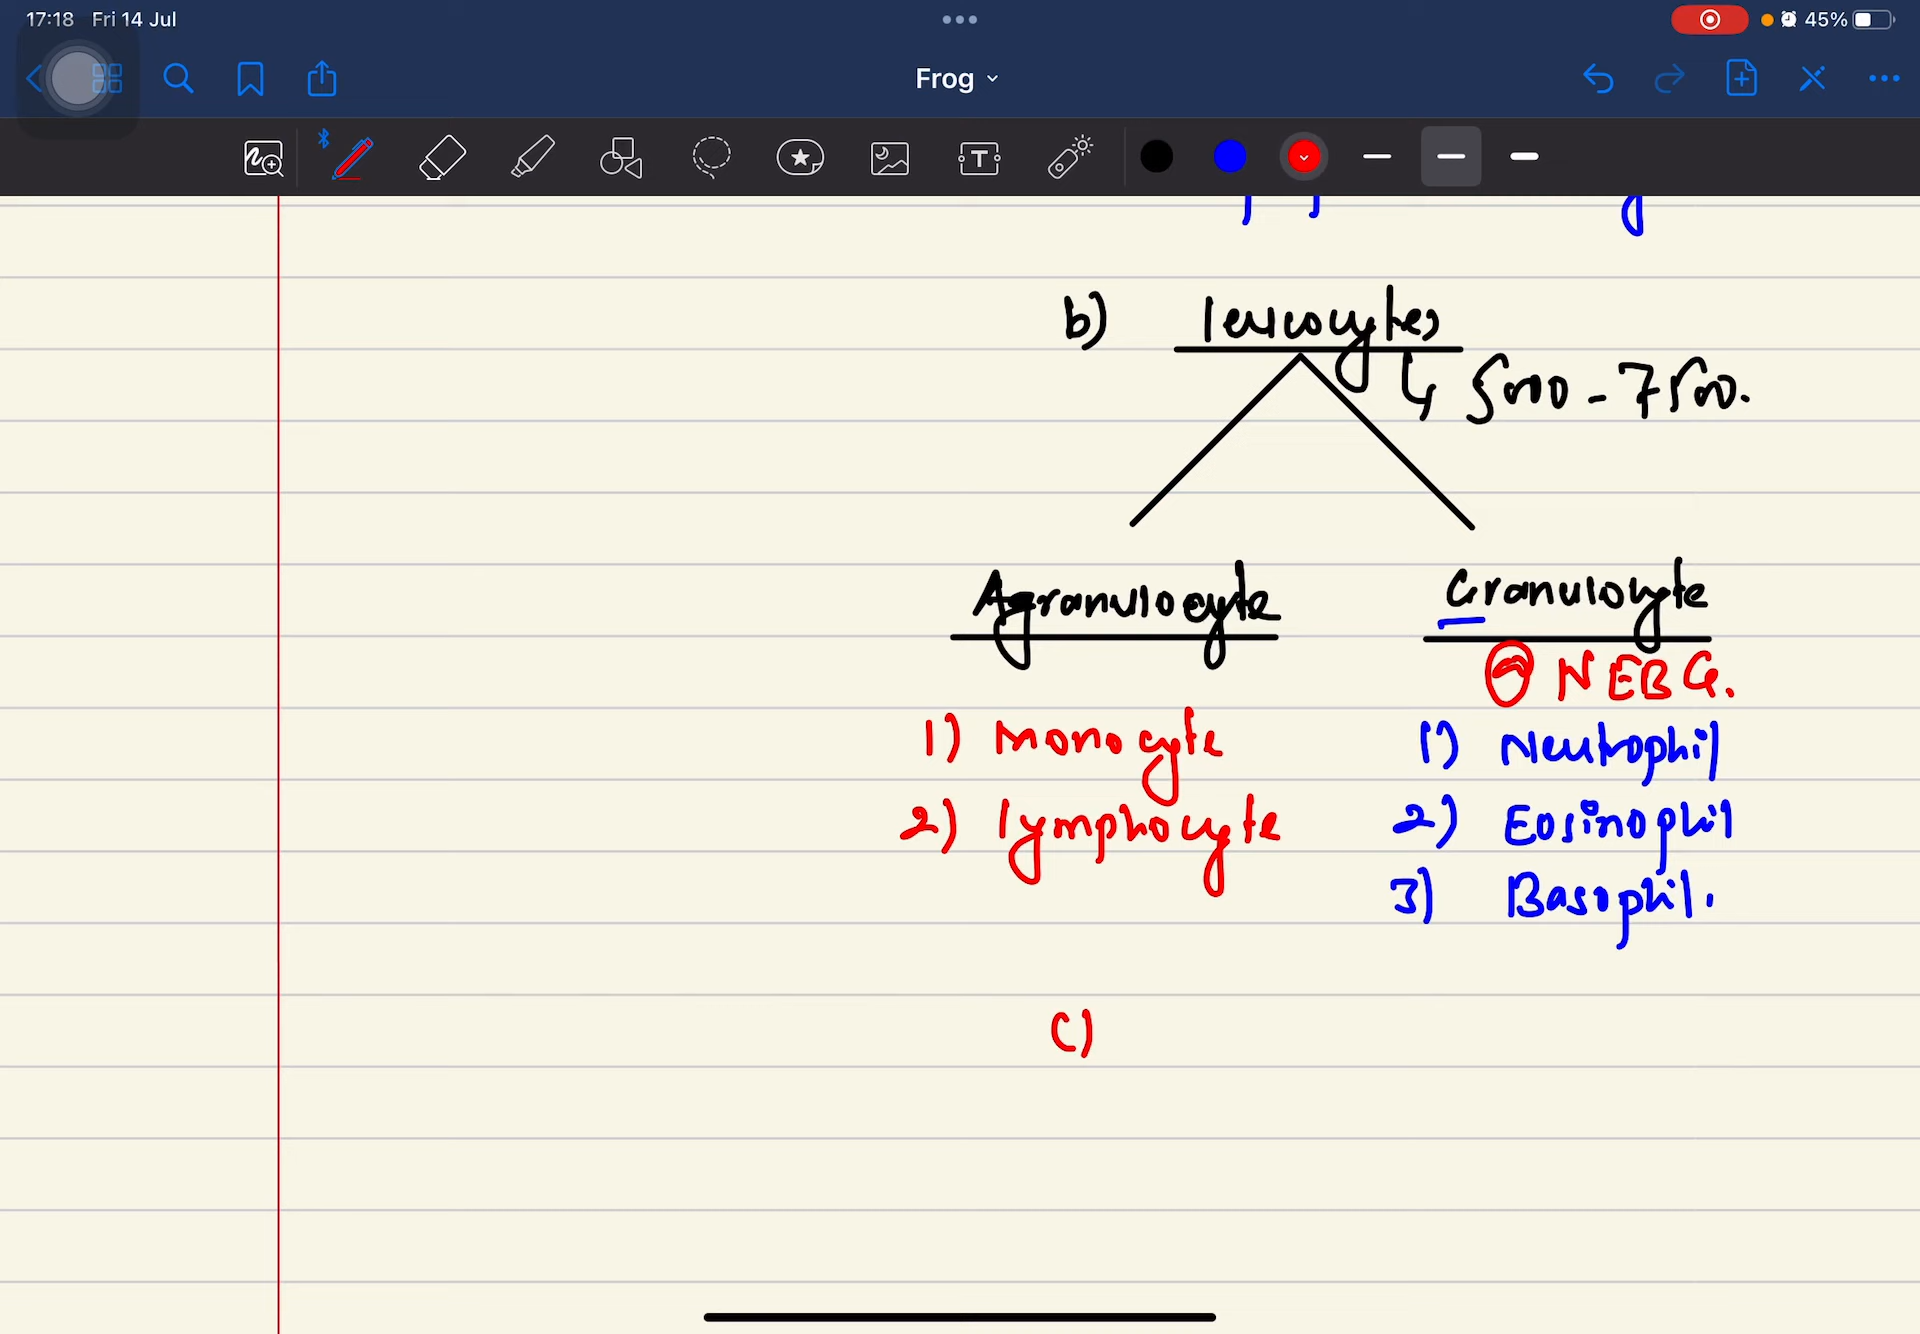 17:18 Fri 14 Jul
45%
Frog
b) leucocytes
↳ 5000 - 7500.
Agranulocyte
Granulocyte
NEBG.
1) Monocyte
1) Neutrophil
2) lymphocyte
2) Eosinophil
3) Basophil.
C)